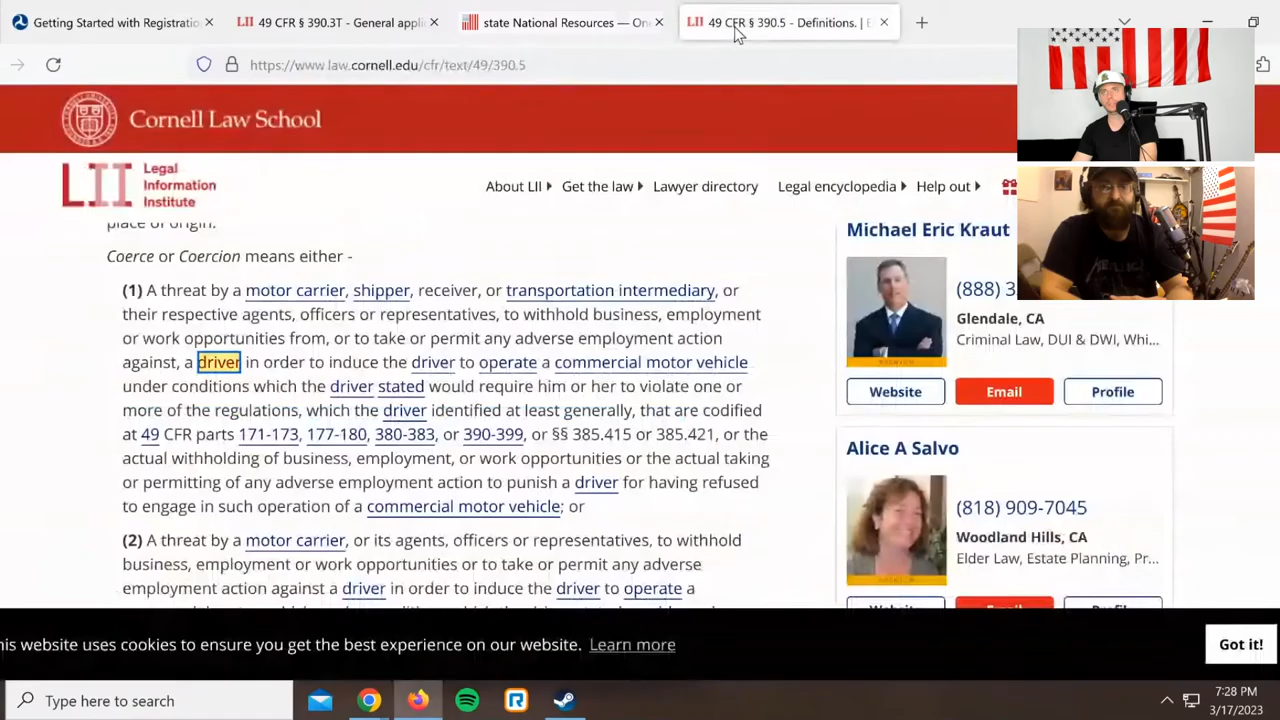 Getting Started with Registratio
49 CFR § 390.3T - General appli
state National Resources — One
49 CFR § 390.5 - Definitions. | E
https://www.law.cornell.edu/cfr/text/49/390.5
Cornell Law School
LII Legal Information Institute
About LII Get the law Lawyer directory Legal encyclopedia Help out
place of origin.
Coerce or Coercion means either -
(1) A threat by a motor carrier, shipper, receiver, or transportation intermediary, or
their respective agents, officers or representatives, to withhold business, employment
or work opportunities from, or to take or permit any adverse employment action
against, a driver in order to induce the driver to operate a commercial motor vehicle
under conditions which the driver stated would require him or her to violate one or
more of the regulations, which the driver identified at least generally, that are codified
at 49 CFR parts 171-173, 177-180, 380-383, or 390-399, or §§ 385.415 or 385.421, or the
actual withholding of business, employment, or work opportunities or the actual taking
or permitting of any adverse employment action to punish a driver for having refused
to engage in such operation of a commercial motor vehicle; or
(2) A threat by a motor carrier, or its agents, officers or representatives, to withhold
business, employment or work opportunities or to take or permit any adverse
employment action against a driver in order to induce the driver to operate a
Michael Eric Kraut
(888) 3
Glendale, CA
Criminal Law, DUI & DWI, Whi...
Website Email Profile
Alice A Salvo
(818) 909-7045
Woodland Hills, CA
Elder Law, Estate Planning, Pr...
Website Email Profile
METALLICA
his website uses cookies to ensure you get the best experience on our website. Learn more
Got it!
Type here to search
7:28 PM
3/17/2023